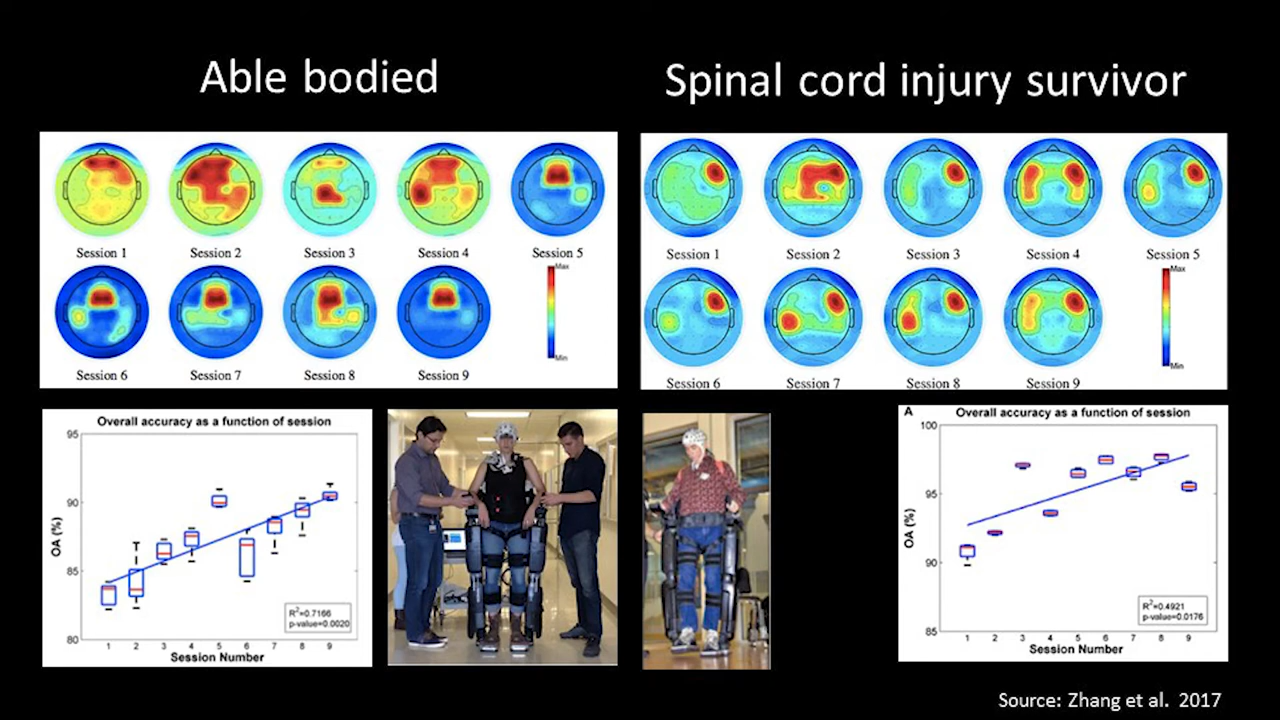 Able bodied
Spinal cord injury survivor
Session 1
Session 2
Session 3
Session 4
Session 5
Max
Min
Session 6
Session 7
Session 8
Session 9
Session 1
Session 2
Session 3
Session 4
Session 5
Max
Min
Session 6
Session 7
Session 8
Session 9
Overall accuracy as a function of session
95
90
85
80
OA (%)
R²=0.7166
p-value=0.0020
1 2 3 4 5 6 7 8 9
Session Number
A
Overall accuracy as a function of session
100
95
90
85
OA (%)
R²=0.4921
p-value=0.0176
1 2 3 4 5 6 7 8 9
Session Number
Source: Zhang et al. 2017